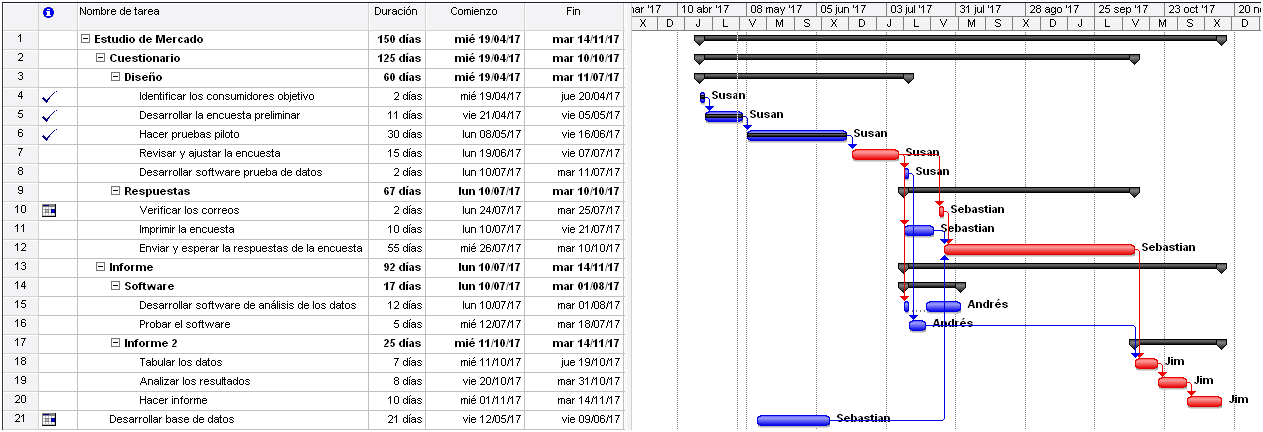 Nombre de tarea Duración Comienzo Fin mar '17 10 abr '17 08 may '17 05 jun '17 03 jul '17 31 jul '17 28 ago '17 25 sep '17 23 oct '17 20 nov
X D J L V M S X D J L V M S X D J L V M S X D
1 Estudio de Mercado 150 días mié 19/04/17 mar 14/11/17
2 Cuestionario 125 días mié 19/04/17 mar 10/10/17
3 Diseño 60 días mié 19/04/17 mar 11/07/17
4 Identificar los consumidores objetivo 2 días mié 19/04/17 jue 20/04/17 Susan
5 Desarrollar la encuesta preliminar 11 días vie 21/04/17 vie 05/05/17 Susan
6 Hacer pruebas piloto 30 días lun 08/05/17 vie 16/06/17 Susan
7 Revisar y ajustar la encuesta 15 días lun 19/06/17 vie 07/07/17 Susan
8 Desarrollar software prueba de datos 2 días lun 10/07/17 mar 11/07/17 Susan
9 Respuestas 67 días lun 10/07/17 mar 10/10/17
10 Verificar los correos 2 días lun 24/07/17 mar 25/07/17 Sebastian
11 Imprimir la encuesta 10 días lun 10/07/17 vie 21/07/17 Sebastian
12 Enviar y esperar la respuestas de la encuesta 55 días mié 26/07/17 mar 10/10/17 Sebastian
13 Informe 92 días lun 10/07/17 mar 14/11/17
14 Software 17 días lun 10/07/17 mar 01/08/17
15 Desarrollar software de análisis de los datos 12 días lun 10/07/17 mar 01/08/17 Andrés
16 Probar el software 5 días mié 12/07/17 mar 18/07/17 Andrés
17 Informe 2 25 días mié 11/10/17 mar 14/11/17
18 Tabular los datos 7 días mié 11/10/17 jue 19/10/17 Jim
19 Analizar los resultados 8 días vie 20/10/17 mar 31/10/17 Jim
20 Hacer informe 10 días mié 01/11/17 mar 14/11/17 Jim
21 Desarrollar base de datos 21 días vie 12/05/17 vie 09/06/17 Sebastian